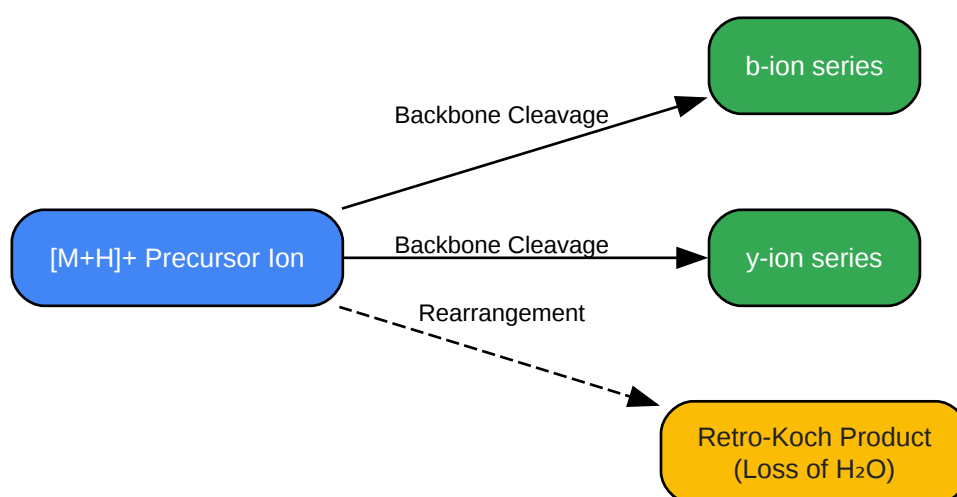 b-ion series
Backbone Cleavage
[M+H]+ Precursor Ion
Backbone Cleavage
y-ion series
Rearrangement
Retro-Koch Product
(Loss of H₂O)